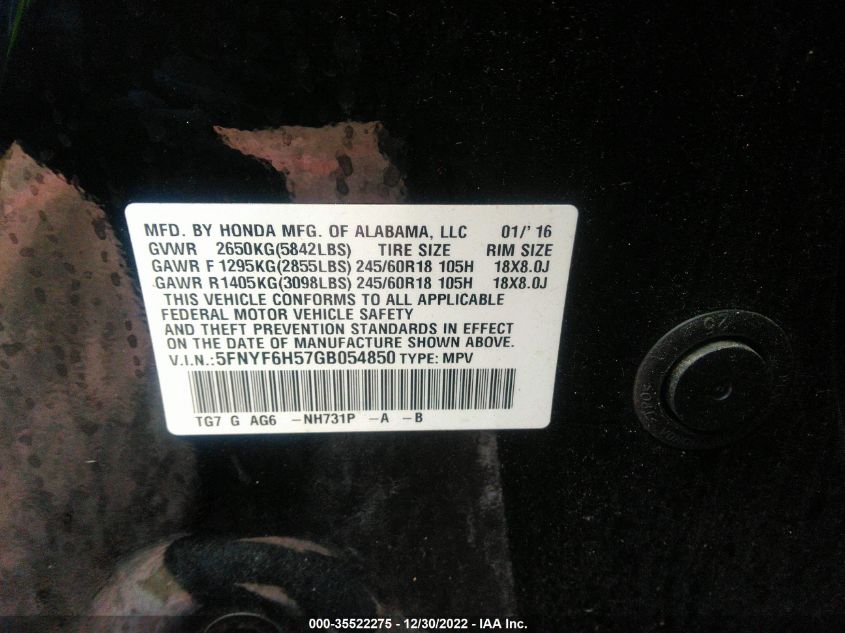 MFD. BY HONDA MFG. OF ALABAMA, LLC 01/' 16
GVWR 2650KG(5842LBS) TIRE SIZE RIM SIZE
GAWR F 1295KG(2855LBS) 245/60R18 105H 18X8.0J
GAWR R1405KG(3098LBS) 245/60R18 105H 18X8.0J
THIS VEHICLE CONFORMS TO ALL APPLICABLE
FEDERAL MOTOR VEHICLE SAFETY
AND THEFT PREVENTION STANDARDS IN EFFECT
ON THE DATE OF MANUFACTURE SHOWN ABOVE.
V.I.N.:5FNYF6H57GB054850 TYPE: MPV
TG7 G AG6 -NH731P -A -B
000-35522275 - 12/30/2022 - IAA Inc.